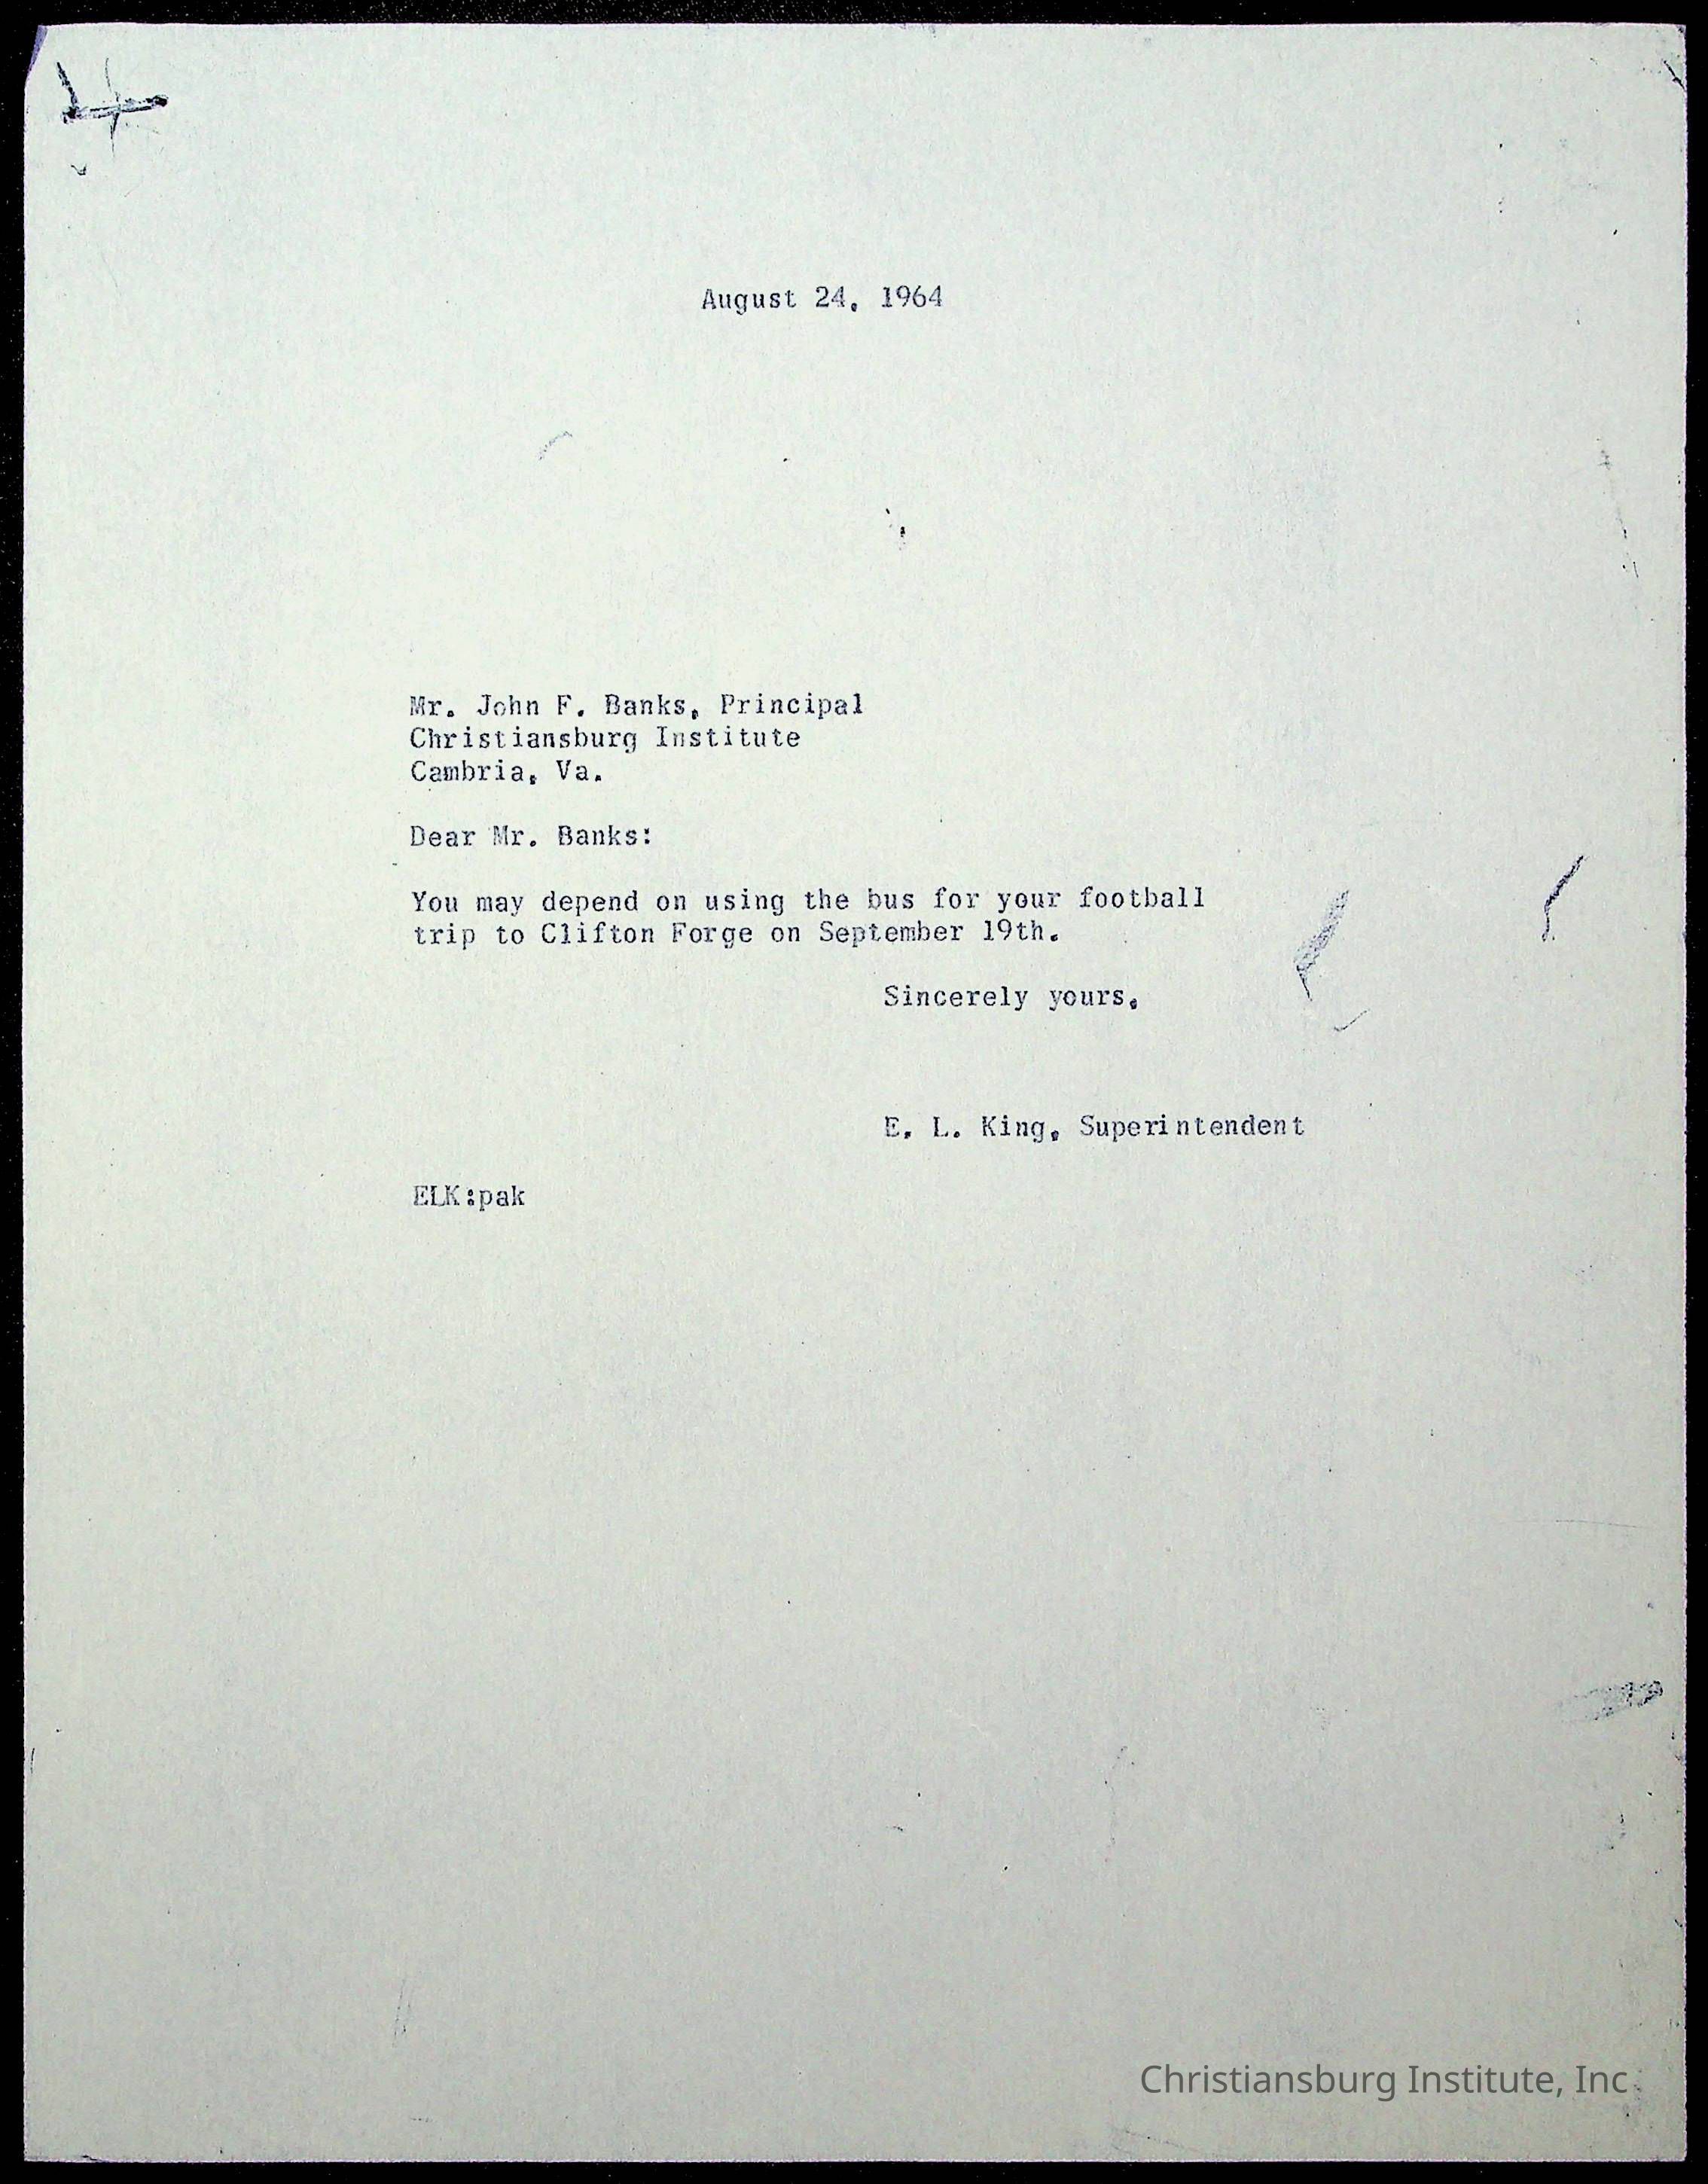 August 24, 1964
Mr. John F. Banks, Principal
Christiansburg Institute
Cambria, Va.
Dear Mr. Banks:
You may depend on using the bus for your football
trip to Clifton Forge on September 19th.
Sincerely yours,
E. L. King, Superintendent
ELK:pak
Christiansburg Institute, Inc